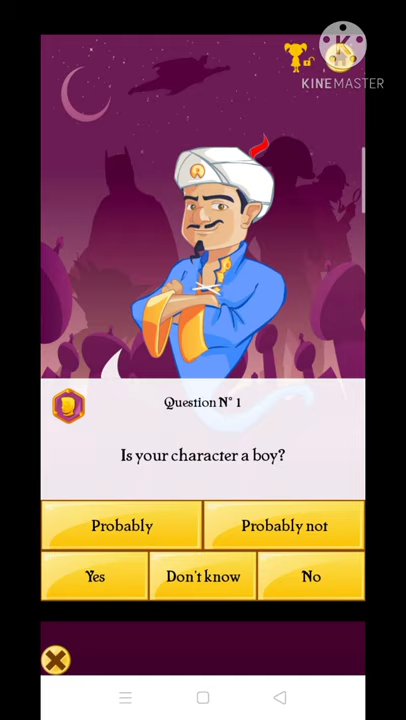 K
KINEMASTER
Question N° 1
Is your character a boy?
Probably
Probably not
Yes
Don't know
No